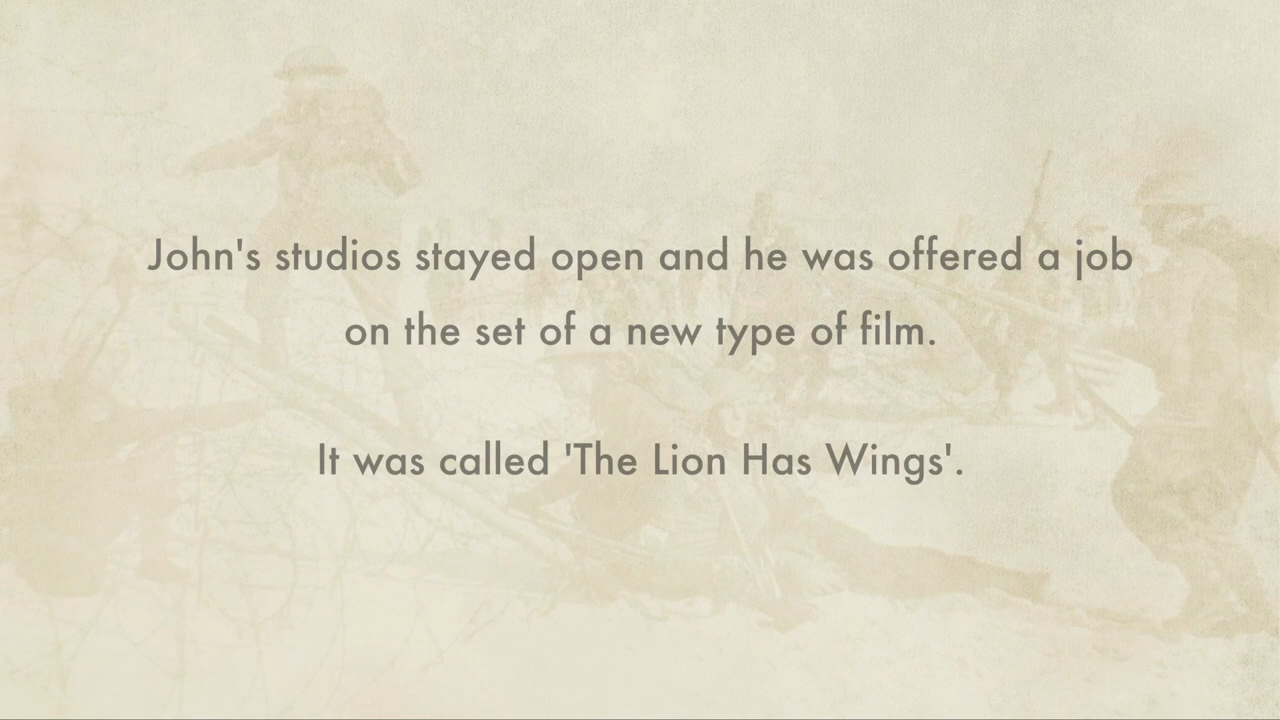 John's studios stayed open and he was offered a job
on the set of a new type of film.
It was called 'The Lion Has Wings'.